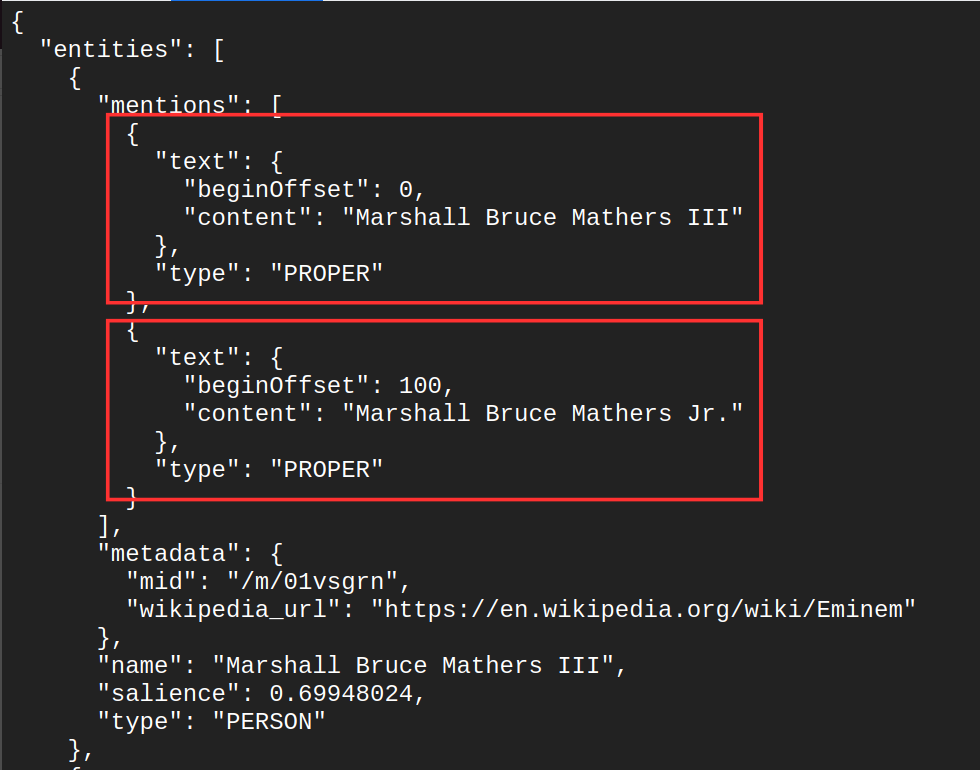 {
"entities": [
{
"mentions": [
{
"text": {
"beginOffset": 0,
"content": "Marshall Bruce Mathers III"
},
"type": "PROPER"
},
{
"text": {
"beginOffset": 100,
"content": "Marshall Bruce Mathers Jr."
},
"type": "PROPER"
}
],
"metadata": {
"mid": "/m/01vsgrn",
"wikipedia_url": "https://en.wikipedia.org/wiki/Eminem"
},
"name": "Marshall Bruce Mathers III",
"salience": 0.69948024,
"type": "PERSON"
},
{